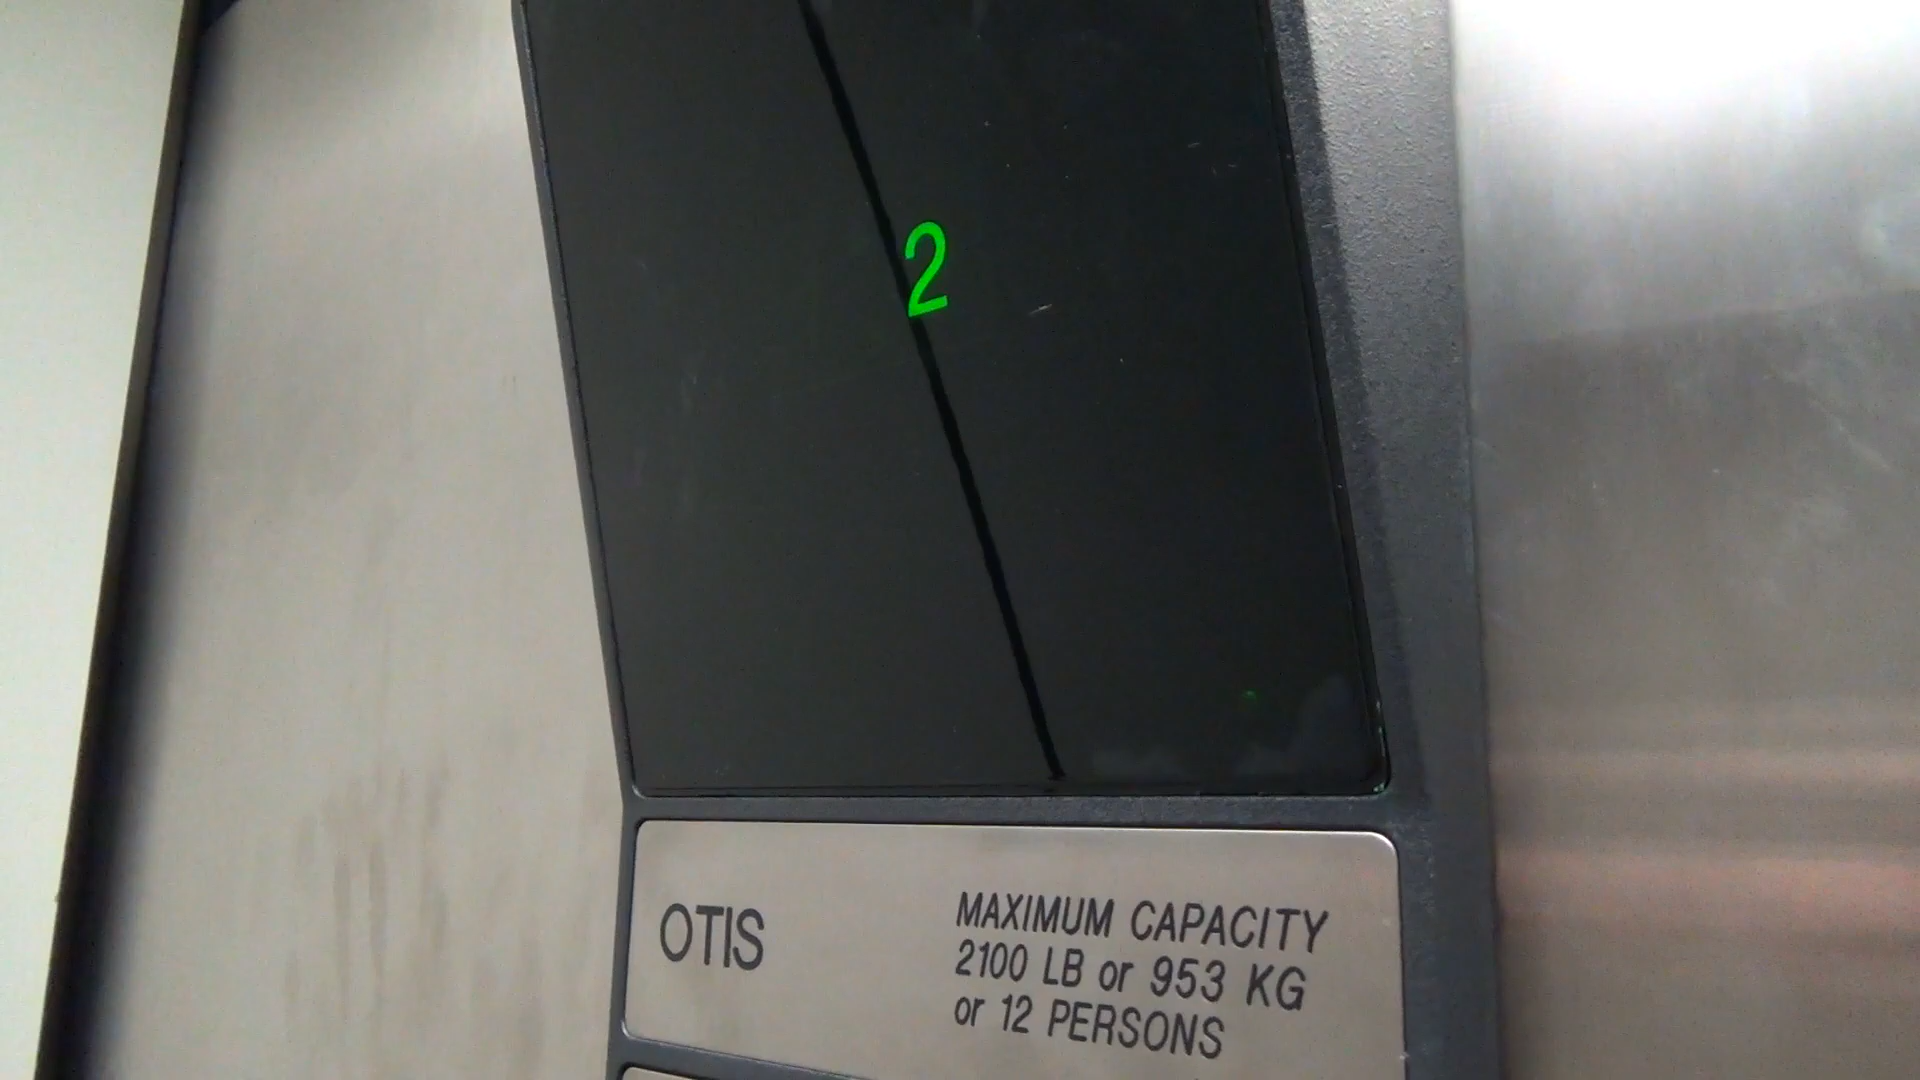 2
OTIS
MAXIMUM CAPACITY
2100 LB or 953 KG
or 12 PERSONS